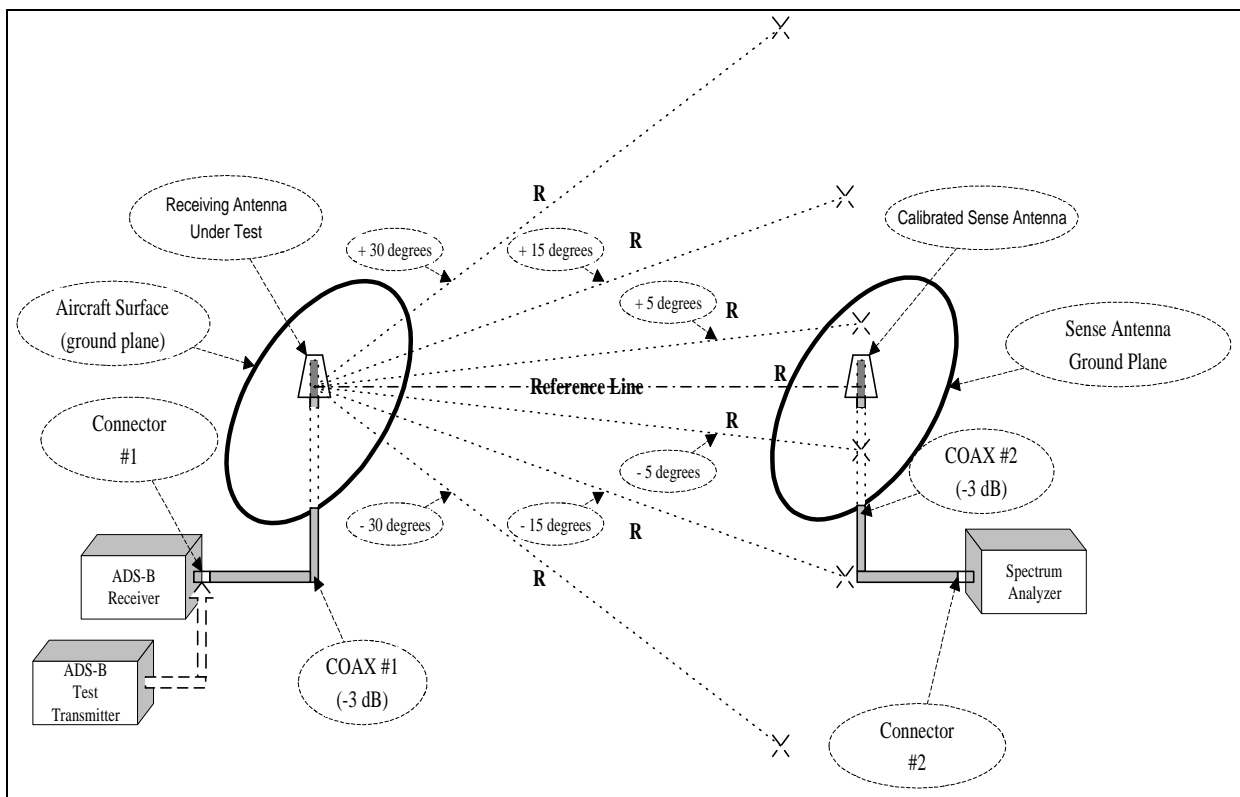 R
Receiving Antenna
Under Test
Calibrated Sense Antenna
R
+ 30 degrees
+ 15 degrees
+ 5 degrees
R
Aircraft Surface
(ground plane)
Sense Antenna
Ground Plane
Reference Line
R
R
Connector
#1
COAX #2
(-3 dB)
- 5 degrees
- 30 degrees
- 15 degrees
R
R
ADS-B
Receiver
Spectrum
Analyzer
ADS-B
Test
Transmitter
COAX #1
(-3 dB)
Connector
#2